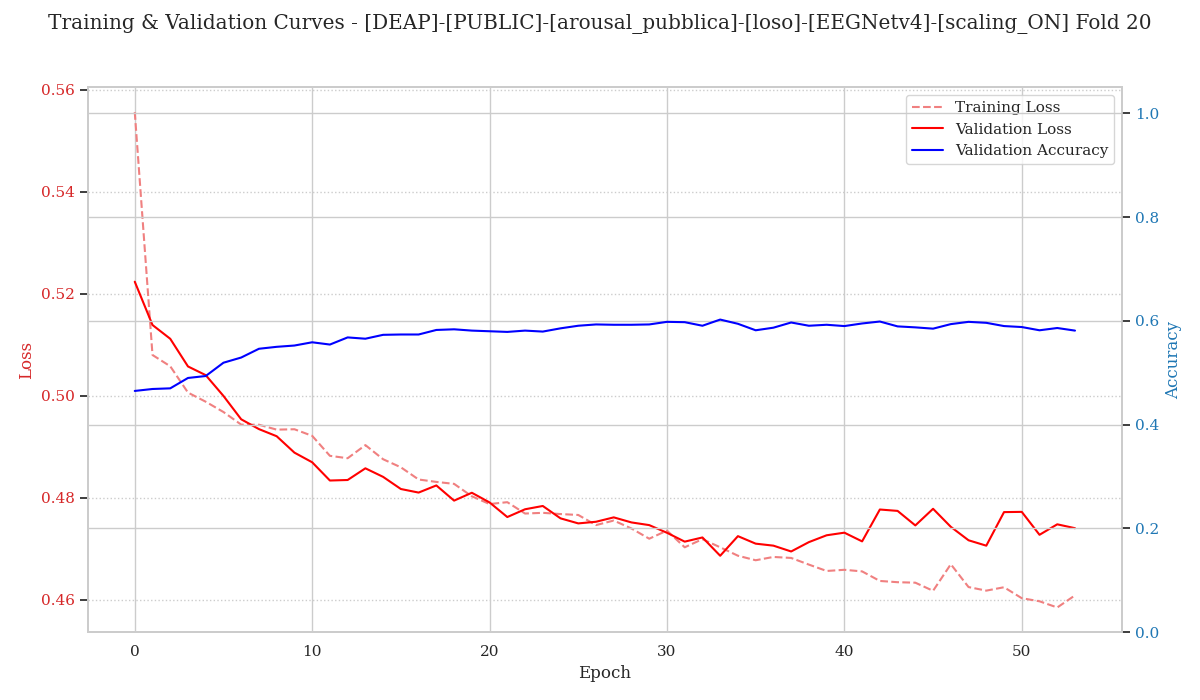 Training & Validation Curves - [DEAP]-[PUBLIC]-[arousal_pubblica]-[loso]-[EEGNetv4]-[scaling_ON] Fold 20
Training Loss
Validation Loss
Validation Accuracy
Loss
0.56
0.54
0.52
0.50
0.48
0.46
1.0
0.8
0.6
0.4
0.2
0.0
Accuracy
0
10
20
30
40
50
Epoch